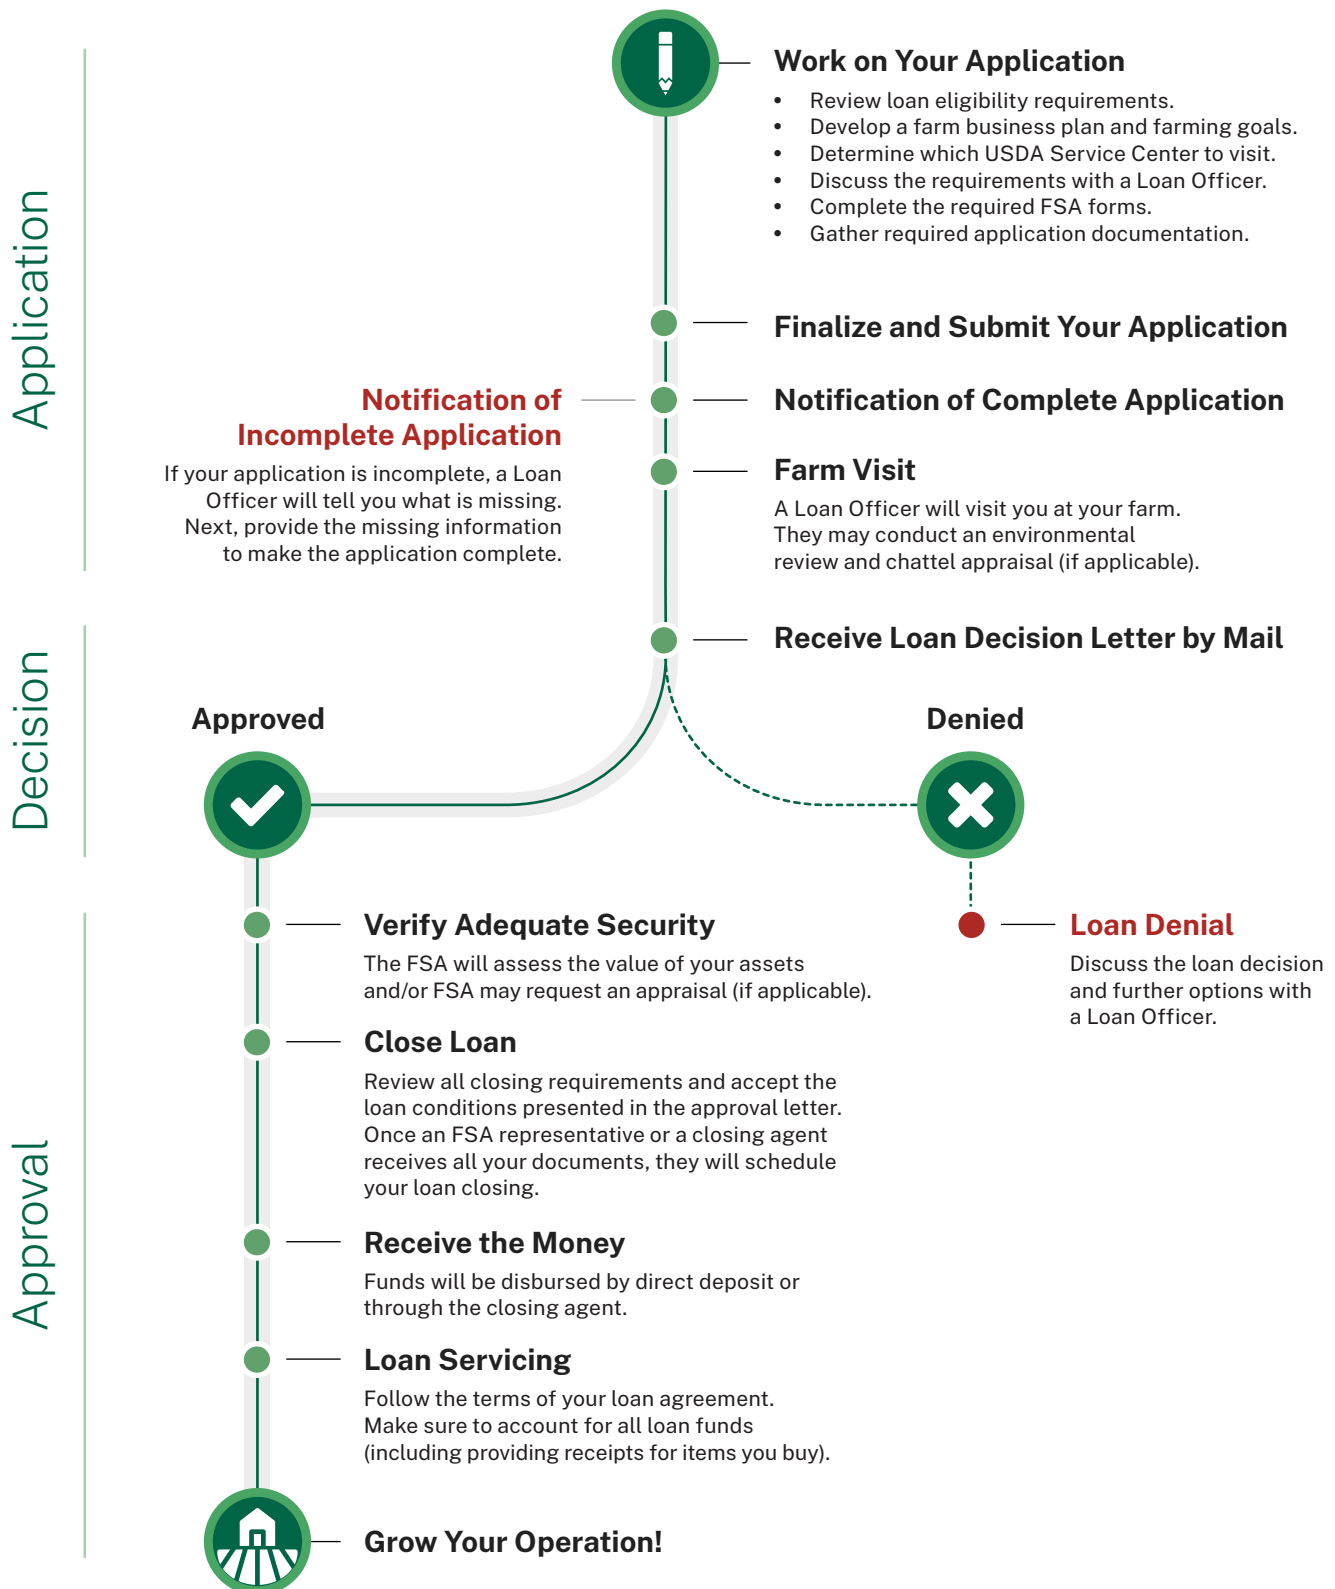 Application
Work on Your Application
• Review loan eligibility requirements.
• Develop a farm business plan and farming goals.
• Determine which USDA Service Center to visit.
• Discuss the requirements with a Loan Officer.
• Complete the required FSA forms.
• Gather required application documentation.
Finalize and Submit Your Application
Notification of
Incomplete Application
If your application is incomplete, a Loan
Officer will tell you what is missing.
Next, provide the missing information
to make the application complete.
Notification of Complete Application
Farm Visit
A Loan Officer will visit you at your farm.
They may conduct an environmental
review and chattel appraisal (if applicable).
Decision
Receive Loan Decision Letter by Mail
Approved
Denied
Approval
Verify Adequate Security
The FSA will assess the value of your assets
and/or FSA may request an appraisal (if applicable).
Loan Denial
Discuss the loan decision
and further options with
a Loan Officer.
Close Loan
Review all closing requirements and accept the
loan conditions presented in the approval letter.
Once an FSA representative or a closing agent
receives all your documents, they will schedule
your loan closing.
Receive the Money
Funds will be disbursed by direct deposit or
through the closing agent.
Loan Servicing
Follow the terms of your loan agreement.
Make sure to account for all loan funds
(including providing receipts for items you buy).
Grow Your Operation!